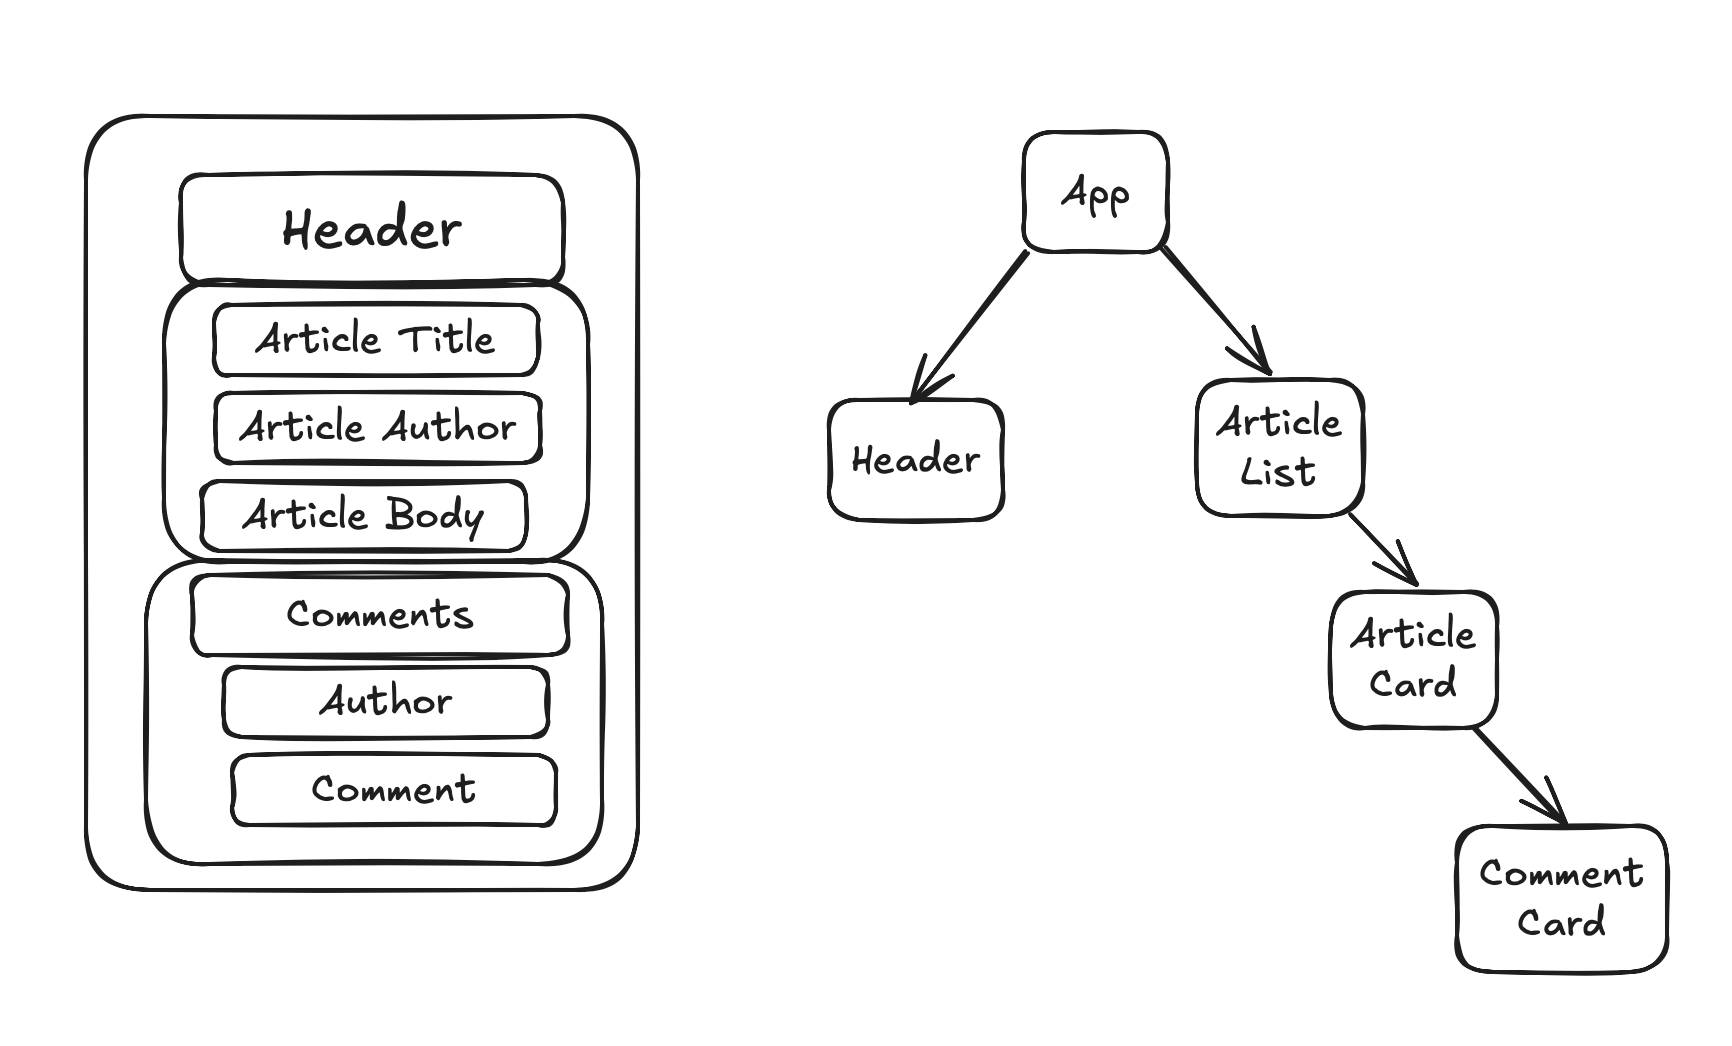 Header
Article Title
Article Author
Article Body
Comments
Author
Comment
App
Header
Article
List
Article
Card
Comment
Card